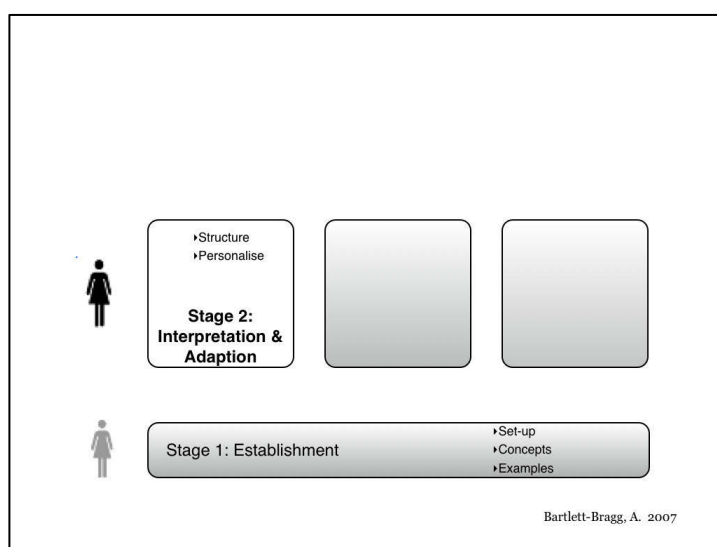 ‣Structure
‣Personalise
Stage 2:
Interpretation &
Adaption
Stage 1: Establishment
‣Set-up
‣Concepts
‣Examples
Bartlett-Bragg, A. 2007